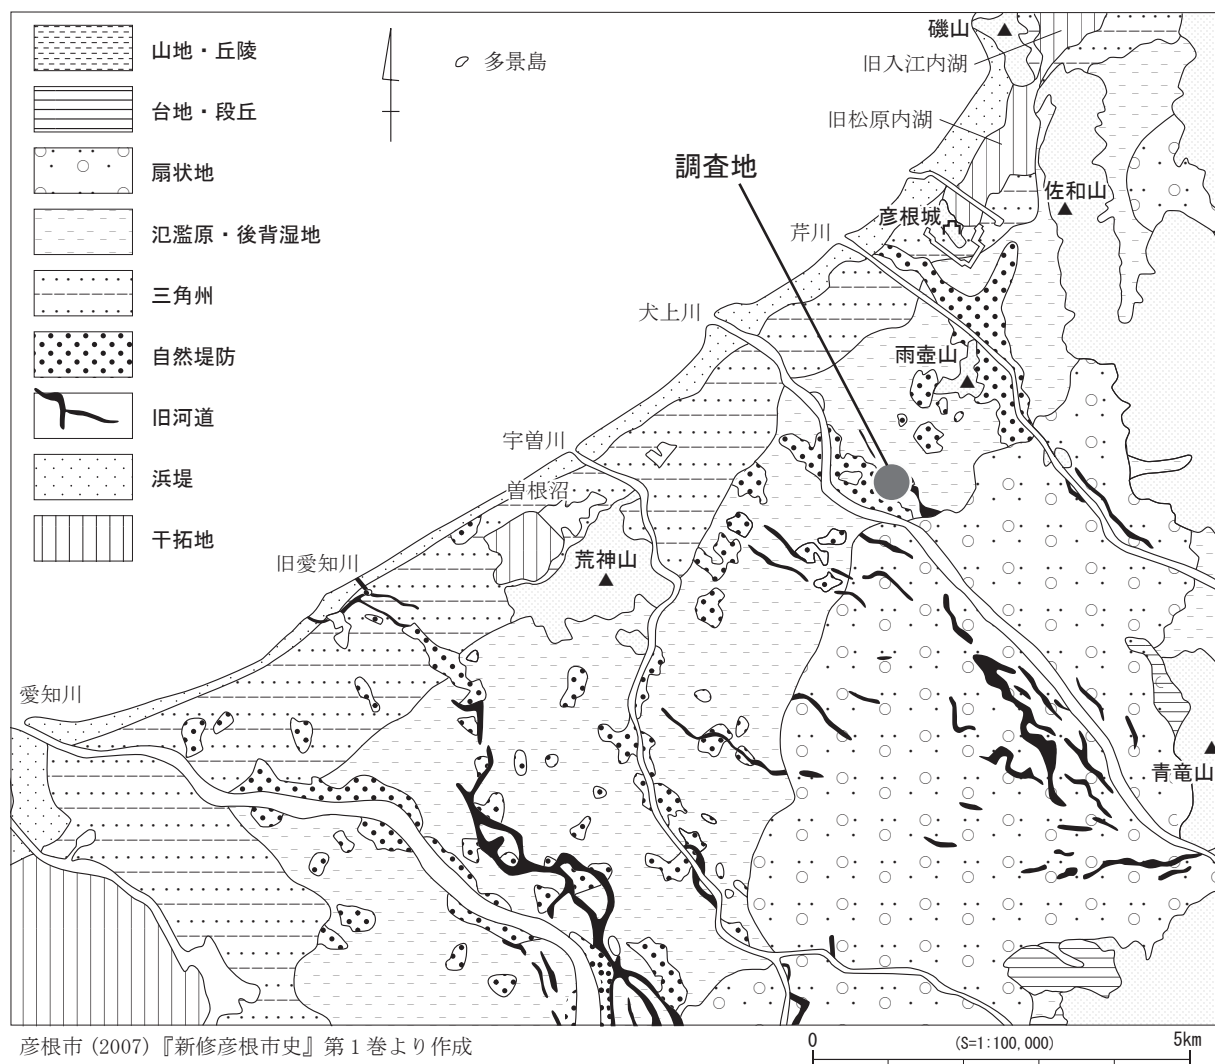 山地・丘陵
台地・段丘
扇状地
氾濫原・後背湿地
三角州
自然堤防
旧河道
浜堤
干拓地
多景島
磯山
旧入江内湖
旧松原内湖
調査地
佐和山
彦根城
芹川
犬上川
雨壺山
宇曽川
曽根沼
荒神山
旧愛知川
愛知川
青竜山
彦根市 (2007)『新修彦根市史』第1巻より作成
0 (S=1:100,000) 5km